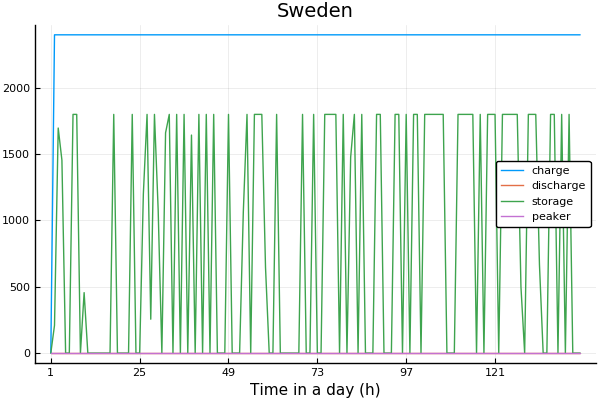 Sweden
2000
1500
1000
500
0
charge
discharge
storage
peaker
1 25 49 73 97 121
Time in a day (h)